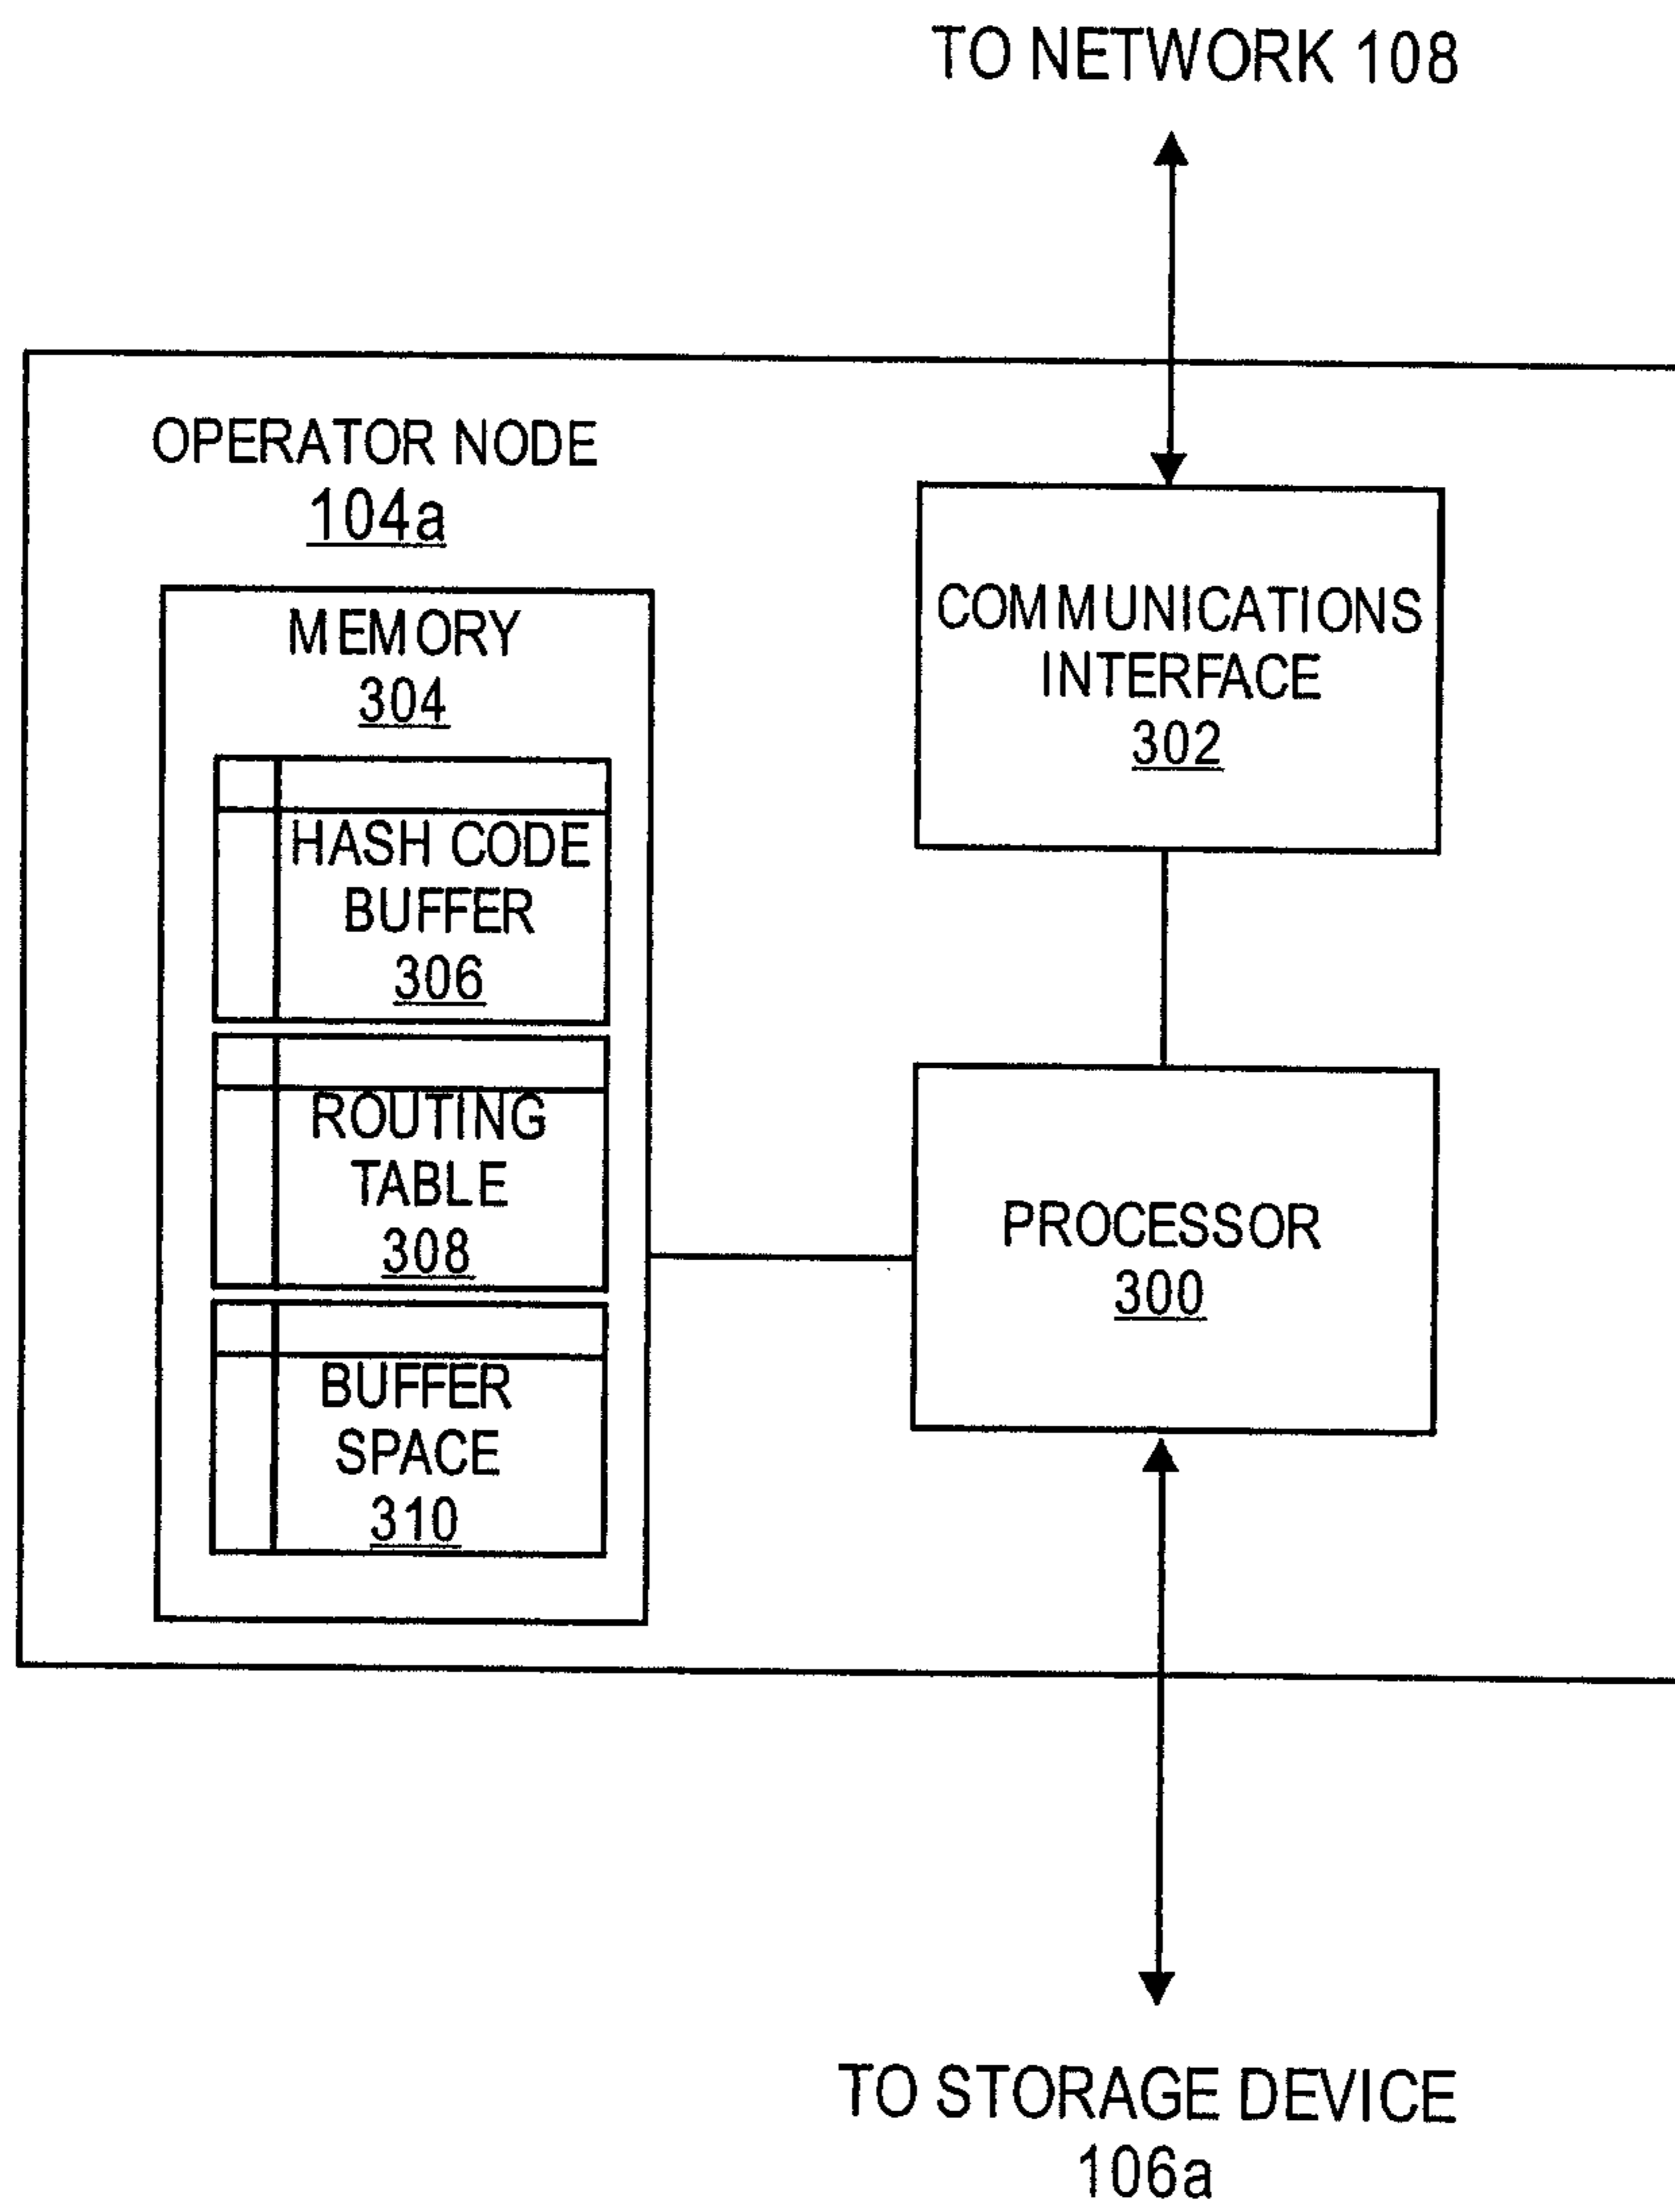 TO NETWORK 108
OPERATOR NODE
104a
MEMORY
304
HASH CODE
BUFFER
306
ROUTING
TABLE
308
BUFFER
SPACE
310
COMMUNICATIONS
INTERFACE
302
PROCESSOR
300
TO STORAGE DEVICE
106a